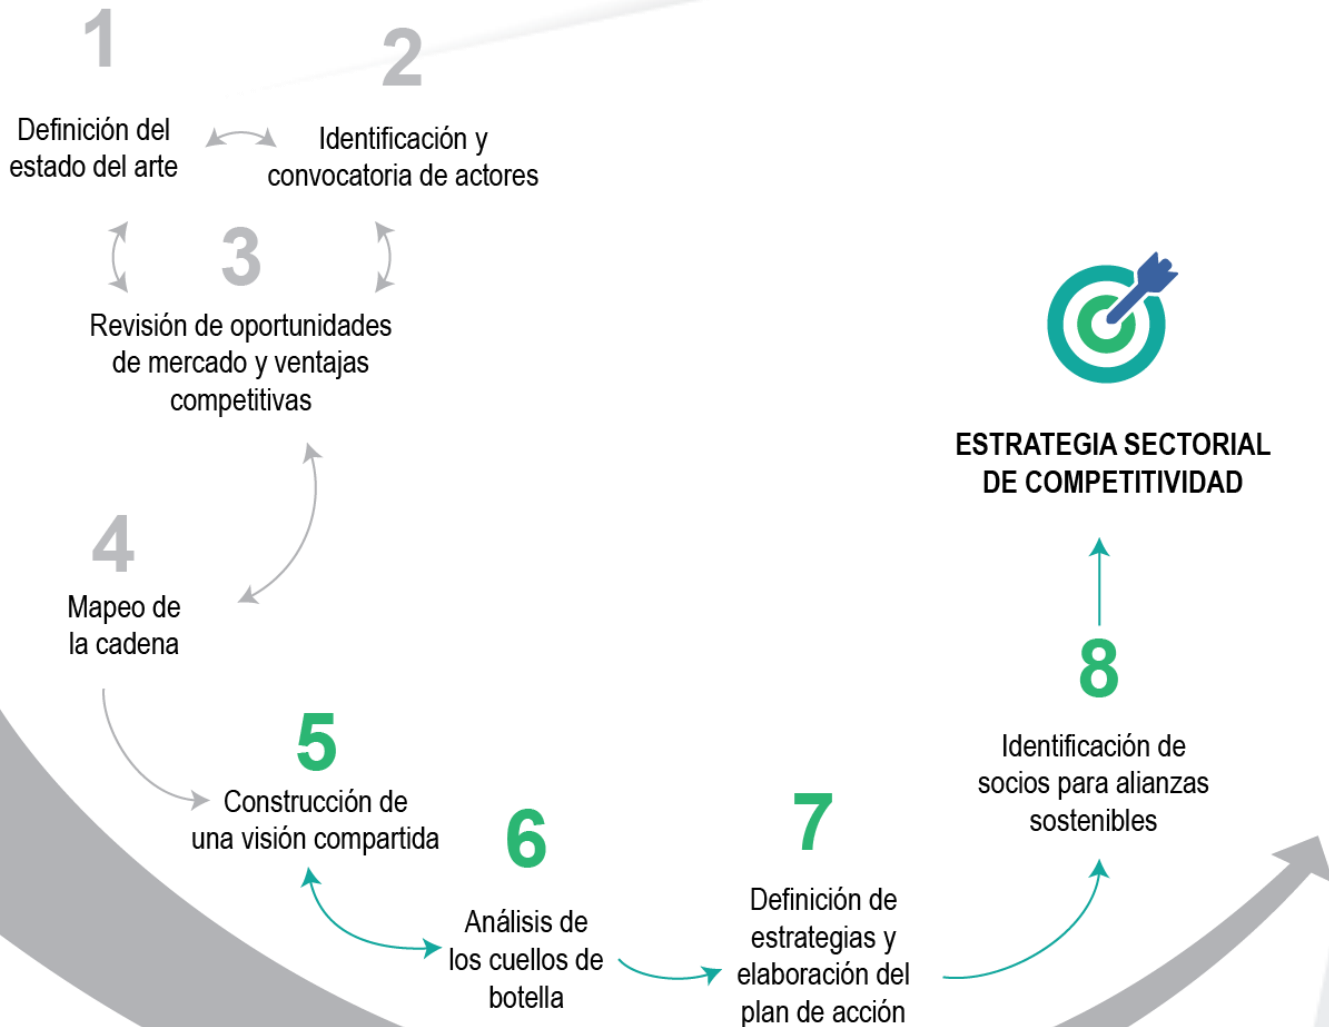 1
Definición del
estado del arte
2
Identificación y
convocatoria de actores
3
Revisión de oportunidades
de mercado y ventajas
competitivas
4
Mapeo de
la cadena
5
Construcción de
una visión compartida
6
Análisis de
los cuellos de
botella
7
Definición de
estrategias y
elaboración del
plan de acción
8
Identificación de
socios para alianzas
sostenibles
ESTRATEGIA SECTORIAL
DE COMPETITIVIDAD